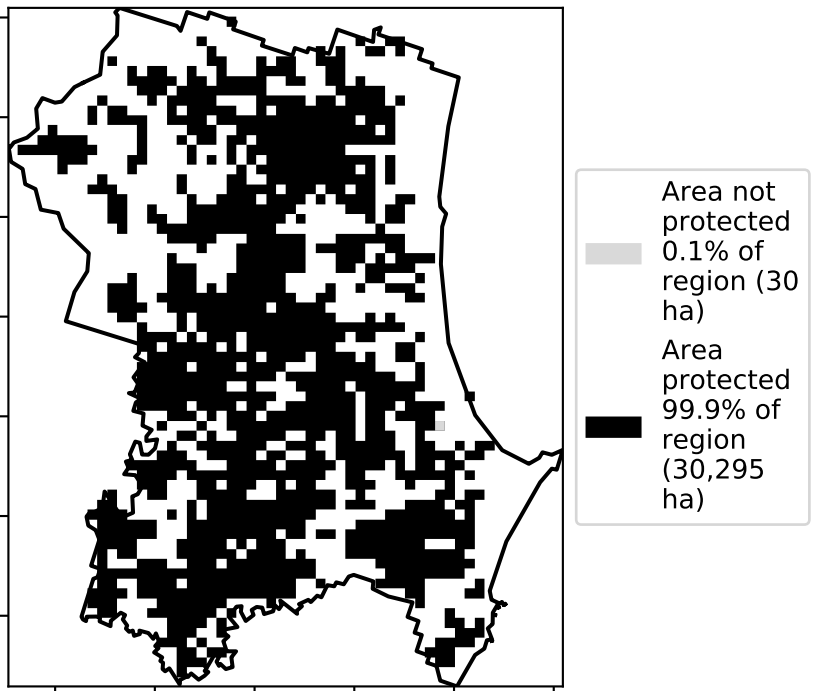 Area not
protected
0.1% of
region (30
ha)
Area
protected
99.9% of
region
(30,295
ha)